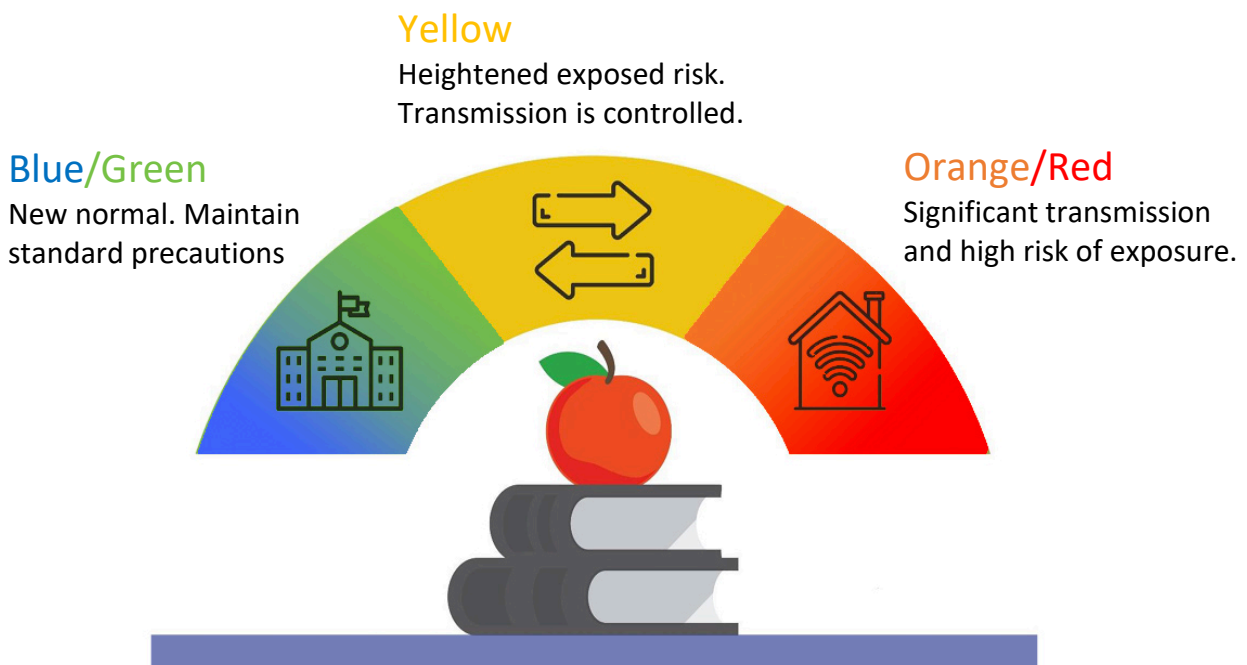 Yellow
Heightened exposed risk.
Transmission is controlled.
Blue/Green
New normal. Maintain
standard precautions
Orange/Red
Significant transmission
and high risk of exposure.